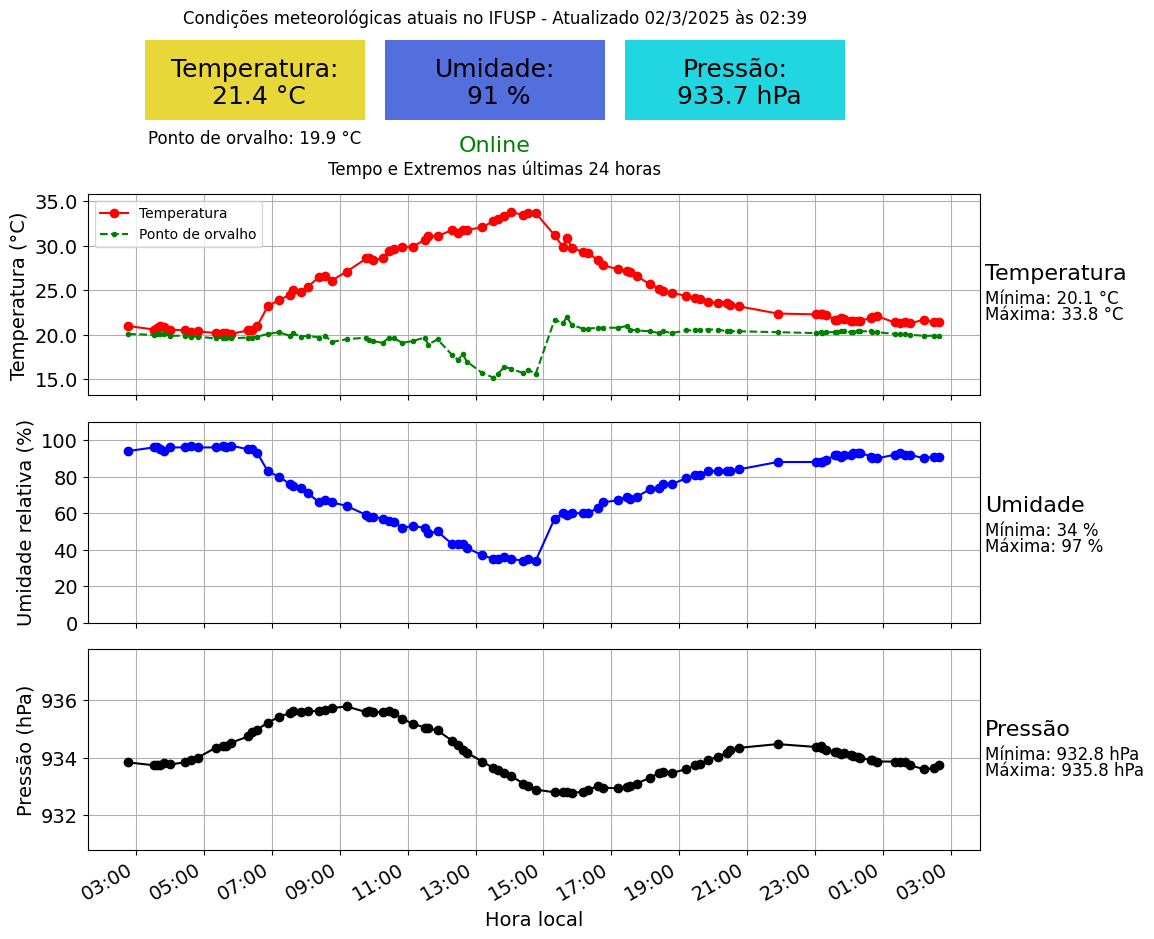 Condições meteorológicas atuais no IFUSP - Atualizado 02/3/2025 às 02:39
Temperatura:
21.4 °C
Umidade:
91 %
Pressão:
933.7 hPa
Ponto de orvalho: 19.9 °C
Online
Tempo e Extremos nas últimas 24 horas
Temperatura (°C)
35.0
30.0
25.0
20.0
15.0
Temperatura
Ponto de orvalho
Temperatura
Mínima: 20.1 °C
Máxima: 33.8 °C
Umidade relativa (%)
100
80
60
40
20
0
Umidade
Mínima: 34 %
Máxima: 97 %
Pressão (hPa)
936
934
932
Pressão
Mínima: 932.8 hPa
Máxima: 935.8 hPa
03:00 05:00 07:00 09:00 11:00 13:00 15:00 17:00 19:00 21:00 23:00 01:00 03:00
Hora local